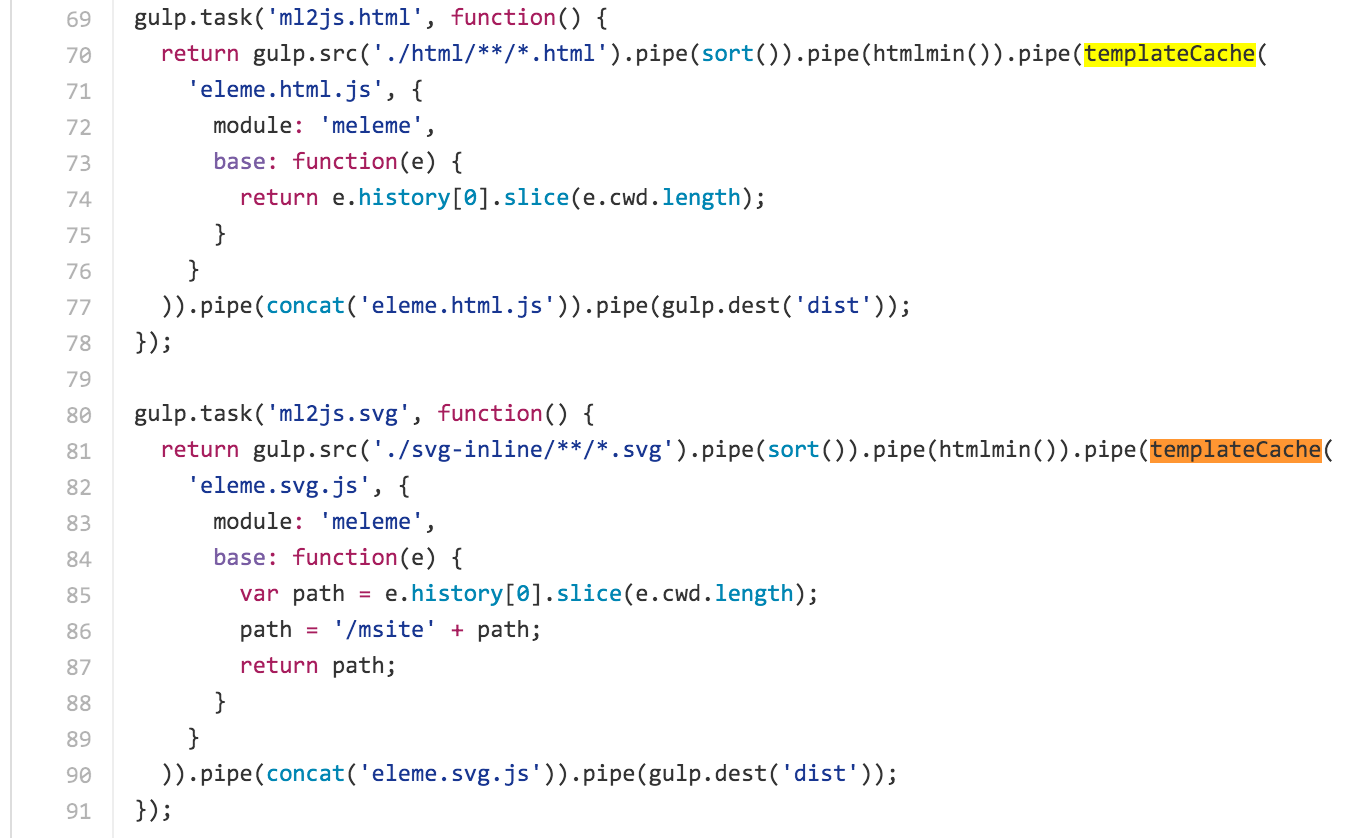 69 gulp.task('ml2js.html', function() {
70   return gulp.src('./html/**/*.html').pipe(sort()).pipe(htmlmin()).pipe(templateCache(
71     'eleme.html.js', {
72       module: 'meleme',
73       base: function(e) {
74         return e.history[0].slice(e.cwd.length);
75       }
76     }
77   )).pipe(concat('eleme.html.js')).pipe(gulp.dest('dist'));
78 });
79
80 gulp.task('ml2js.svg', function() {
81   return gulp.src('./svg-inline/**/*.svg').pipe(sort()).pipe(htmlmin()).pipe(templateCache(
82     'eleme.svg.js', {
83       module: 'meleme',
84       base: function(e) {
85         var path = e.history[0].slice(e.cwd.length);
86         path = '/msite' + path;
87         return path;
88       }
89     }
90   )).pipe(concat('eleme.svg.js')).pipe(gulp.dest('dist'));
91 });